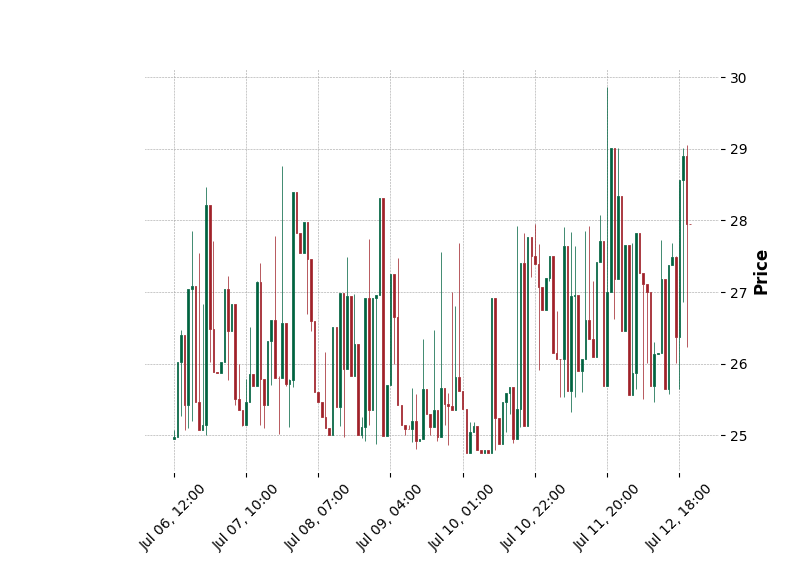 30
29
28
27
26
25
Price
Jul 06, 12:00
Jul 07, 10:00
Jul 08, 07:00
Jul 09, 04:00
Jul 10, 01:00
Jul 10, 22:00
Jul 11, 20:00
Jul 12, 18:00